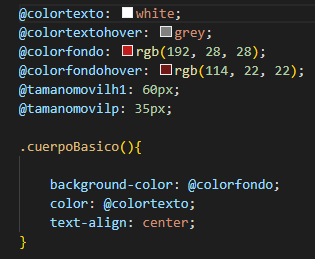 @colortexto: white;
@colortextohover: grey;
@colorfondo: rgb(192, 28, 28);
@colorfondohover: rgb(114, 22, 22);
@tamanomovilh1: 60px;
@tamanomovilp: 35px;
.cuerpoBasico(){
background-color: @colorfondo;
color: @colortexto;
text-align: center;
}